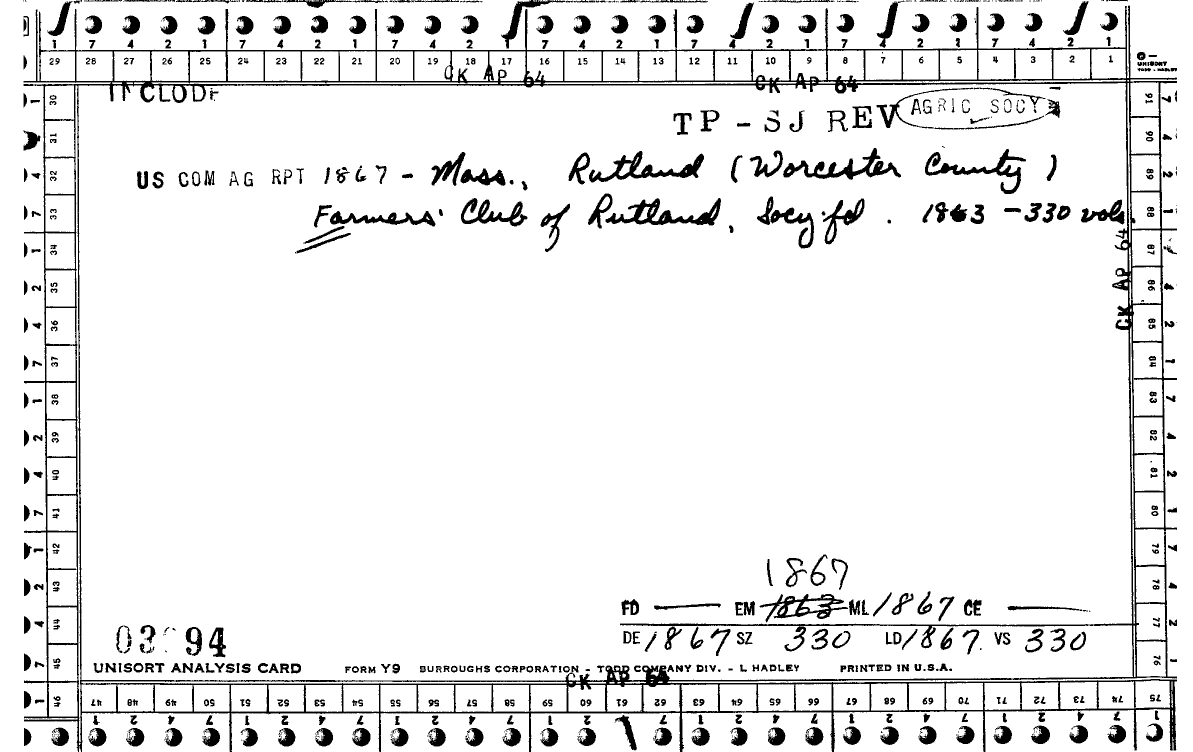 7 4 2 1 7 4 2 1 7 4 2 1 7 4 2 1 7 4 2 1 7 4 2 1 7 4 2 1
29 28 27 26 25 24 23 22 21 20 19 18 17 16 15 14 13 12 11 10 9 8 7 6 5 4 3 2 1
CK AP 64 CK AP 64
UNISORT
TODD - HADLEY
INCLUDE
TP - SJ REV AGRIC SOCY
US COM AG RPT 1867 - Mass., Rutland (Worcester County)
Farmers' Club of Rutland, Socy. fd. 1863 - 330 vols.
CK AP 64
30 31 32 33 34 35 36 37 38 39 40 41 42 43 44 45 46
91 90 89 88 87 86 85 84 83 82 81 80 79 78 77 76 75
1867
FD — EM 1863 ML 1867 CE —
DE 1867 SZ 330 LD 1867. VS 330
94
UNISORT ANALYSIS CARD FORM Y9 BURROUGHS CORPORATION - TODD COMPANY DIV. - L HADLEY PRINTED IN U.S.A.
CK AP 64
47 48 49 50 51 52 53 54 55 56 57 58 59 60 61 62 63 64 65 66 67 68 69 70 71 72 73 74